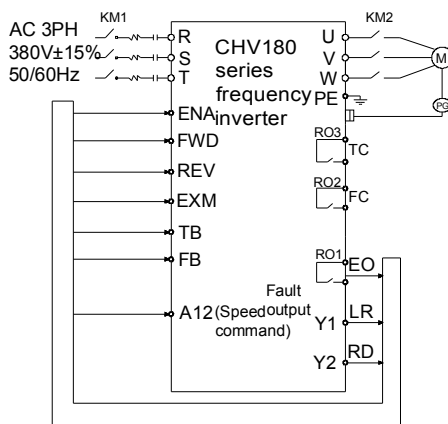 KM1
KM2
AC 3PH
380V±15%
50/60Hz
R
S
T
CHV180
series
frequency
inverter
U
V
W
PE
M
PG
ENA
FWD
REV
EXM
TB
FB
A12
(Speed
command)
Fault
output
RO3
TC
RO2
FC
RO1
EO
Y1
LR
Y2
RD